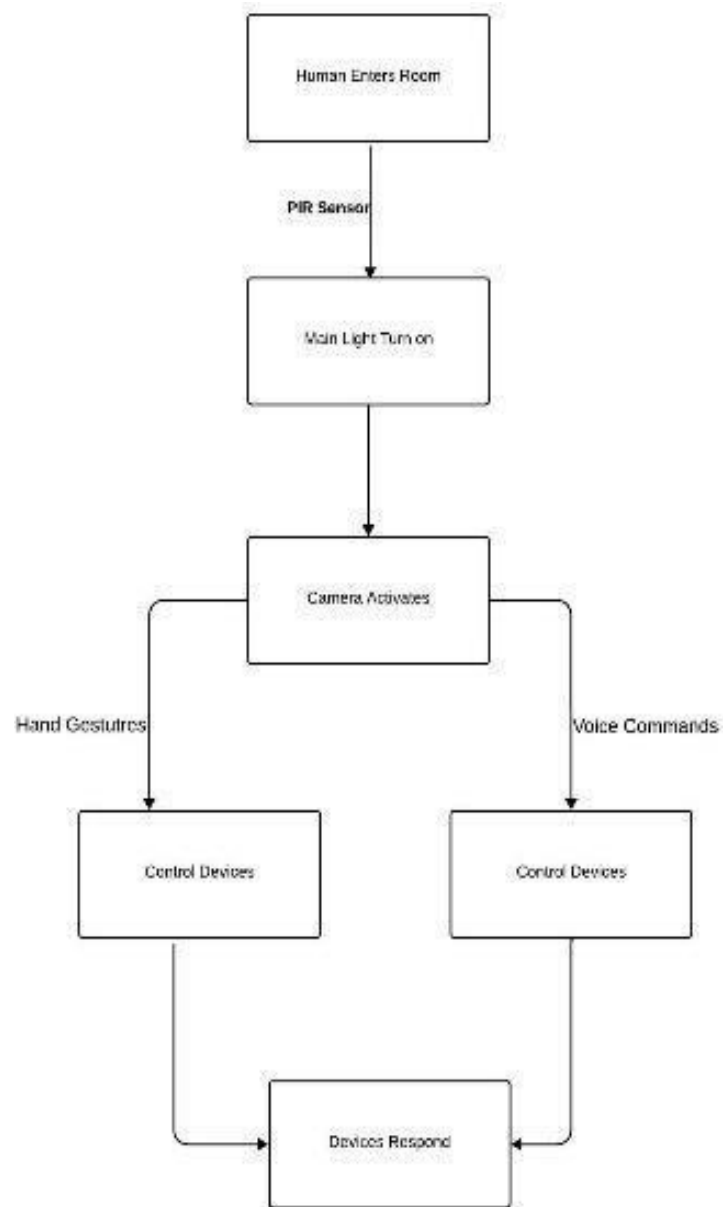 Human Enters Room
PIR Sensor
Main Light Turn on
Camera Activates
Hand Gestutres
Voice Commands
Control Devices
Control Devices
Devices Respond